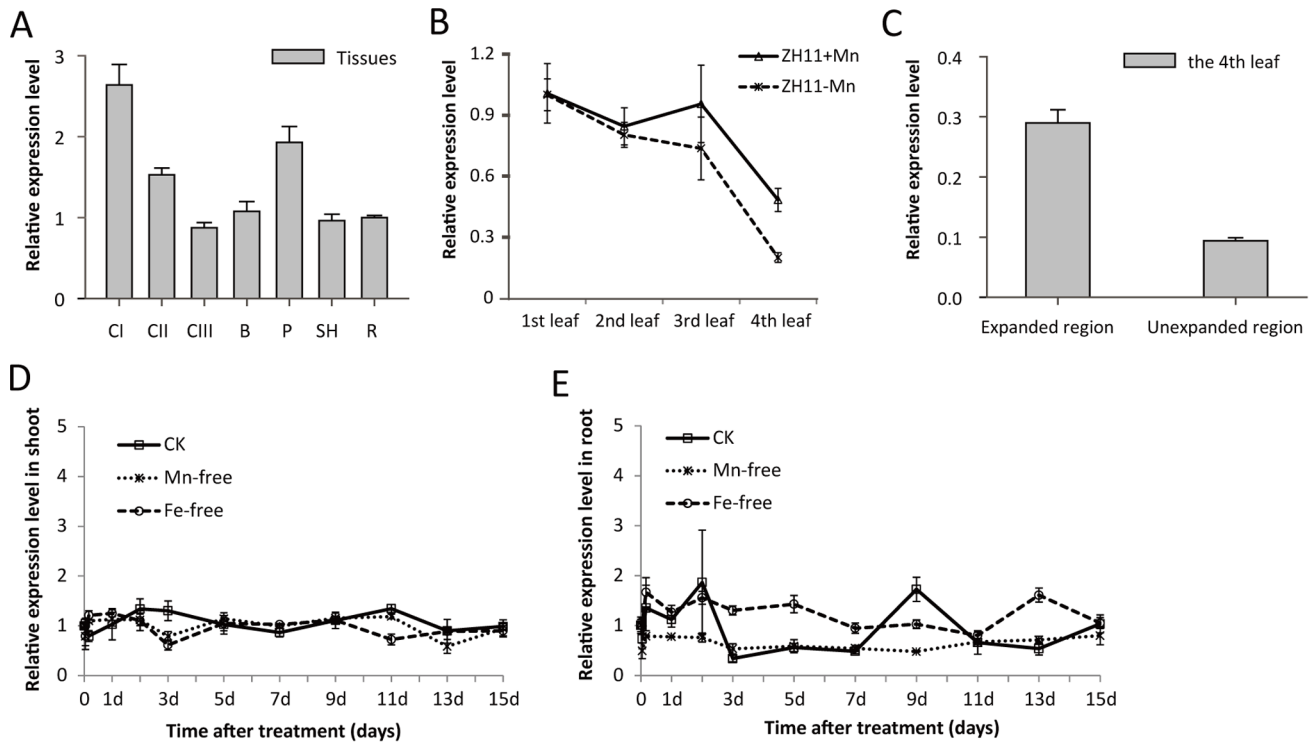 A
Relative expression level
3
2
1
0
Tissues
CI CII CIII B P SH R
B
Relative expression level
1.2
0.9
0.6
0.3
0
ZH11+Mn
ZH11-Mn
1st leaf 2nd leaf 3rd leaf 4th leaf
C
Relative expression level
0.4
0.3
0.2
0.1
0.0
the 4th leaf
Expanded region Unexpanded region
D
Relative expression level in shoot
5
4
3
2
1
0
CK
Mn-free
Fe-free
0 1d 3d 5d 7d 9d 11d 13d 15d
Time after treatment (days)
E
Relative expression level in root
5
4
3
2
1
0
CK
Mn-free
Fe-free
0 1d 3d 5d 7d 9d 11d 13d 15d
Time after treatment (days)